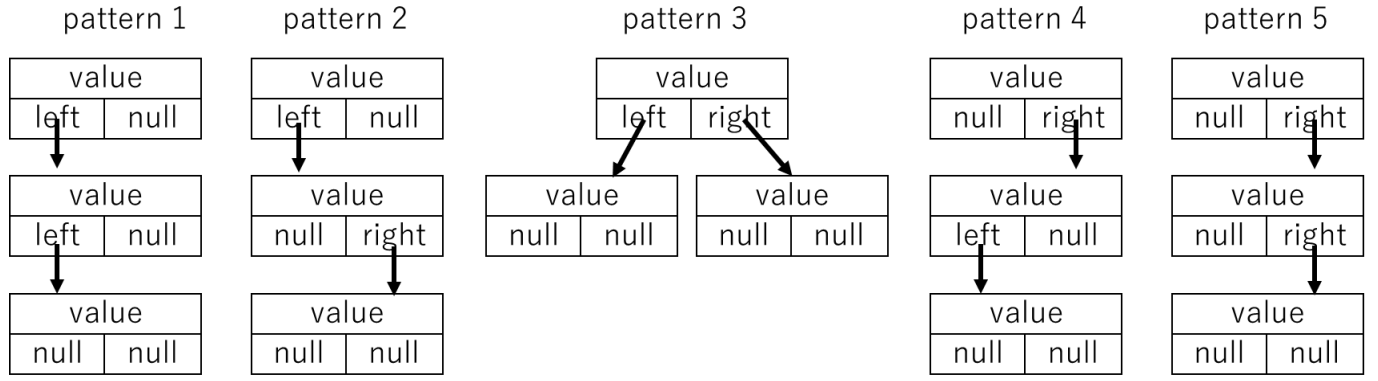 pattern 1 pattern 2 pattern 3 pattern 4 pattern 5
value value value value value
left null left null left right null right null right
value value value value value value
left null null right null null null null left null null right
value value value value
null null null null null null null null